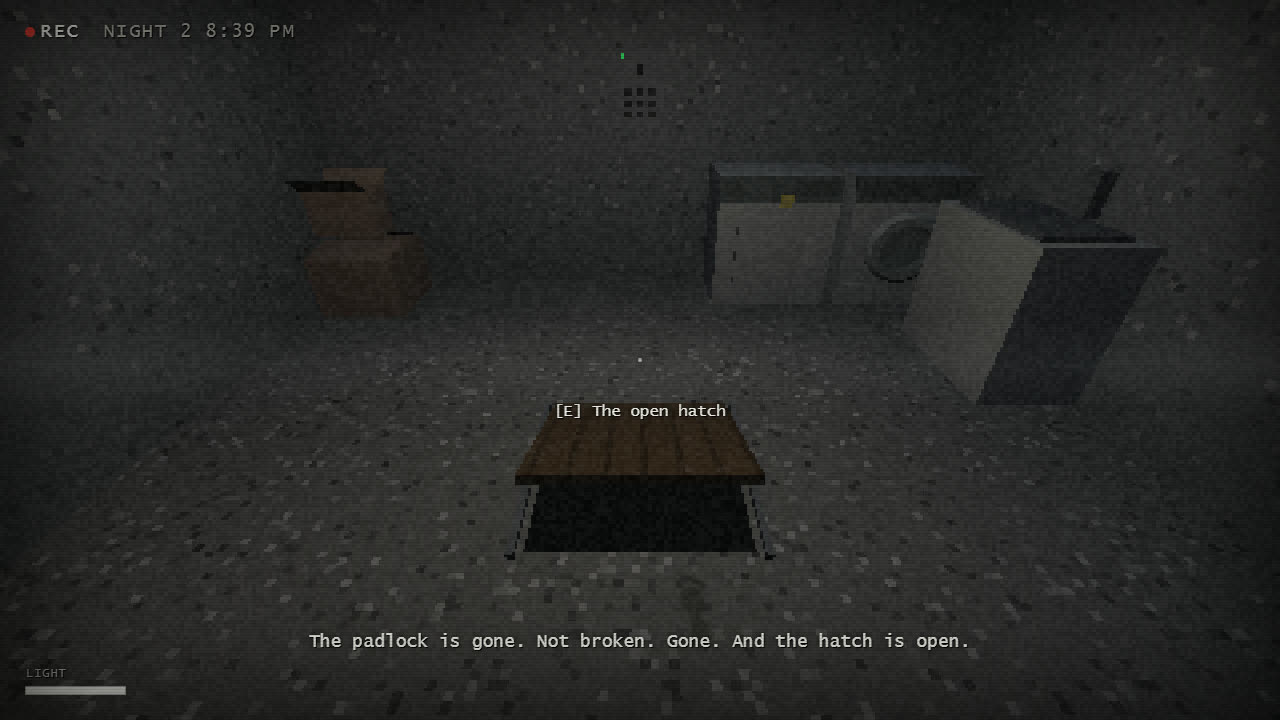 REC NIGHT 2 8:39 PM
[E] The open hatch
The padlock is gone. Not broken. Gone. And the hatch is open.
LIGHT